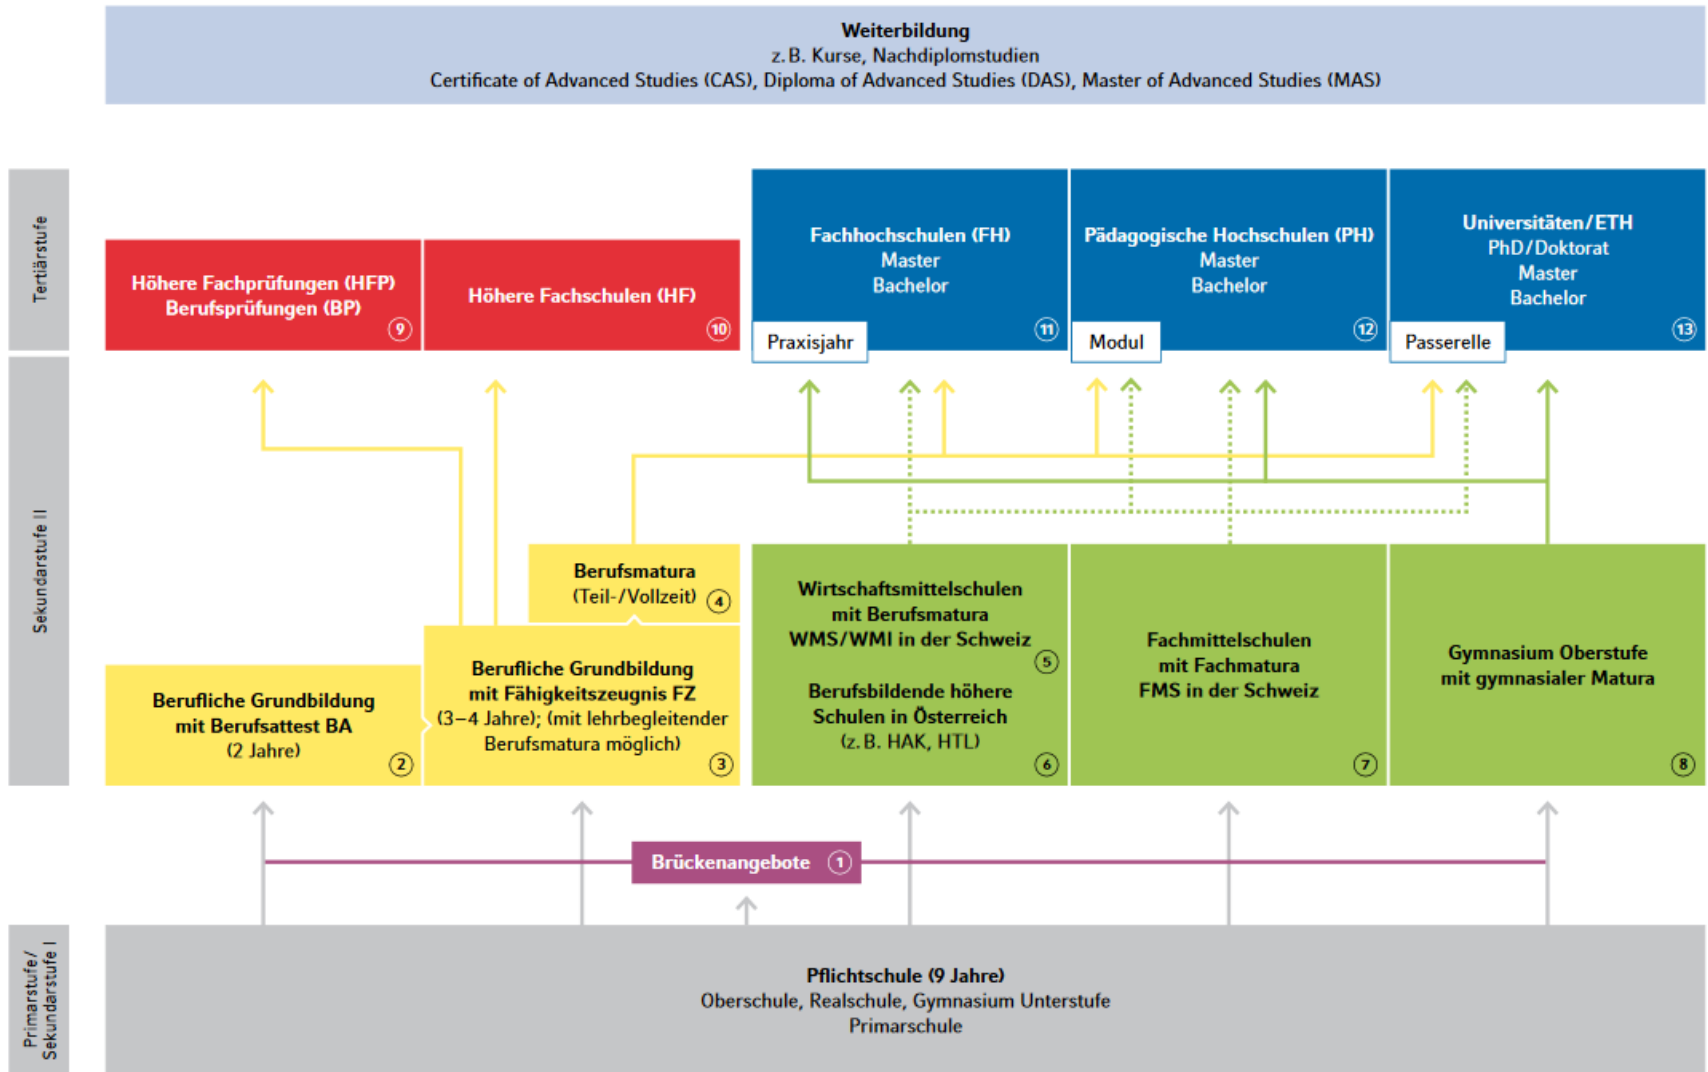 Weiterbildung
z. B. Kurse, Nachdiplomstudien
Certificate of Advanced Studies (CAS), Diploma of Advanced Studies (DAS), Master of Advanced Studies (MAS)
Tertiärstufe
Höhere Fachprüfungen (HFP)
Berufsprüfungen (BP)
9
Höhere Fachschulen (HF)
10
Fachhochschulen (FH)
Master
Bachelor
11
Praxisjahr
Pädagogische Hochschulen (PH)
Master
Bachelor
12
Modul
Universitäten/ETH
PhD/Doktorat
Master
Bachelor
13
Passerelle
Sekundarstufe II
Berufliche Grundbildung
mit Berufsattest BA
(2 Jahre)
2
Berufsmatura
(Teil-/Vollzeit)
4
Berufliche Grundbildung
mit Fähigkeitszeugnis FZ
(3–4 Jahre); (mit lehrbegleitender
Berufsmatura möglich)
3
Wirtschaftsmittelschulen
mit Berufsmatura
WMS/WMI in der Schweiz
5
Berufsbildende höhere
Schulen in Österreich
(z. B. HAK, HTL)
6
Fachmittelschulen
mit Fachmatura
FMS in der Schweiz
7
Gymnasium Oberstufe
mit gymnasialer Matura
8
Brückenangebote 1
Primarstufe/
Sekundarstufe I
Pflichtschule (9 Jahre)
Oberschule, Realschule, Gymnasium Unterstufe
Primarschule